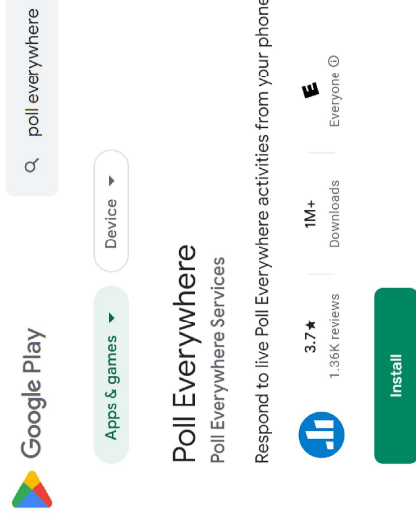 Google Play
poll everywhere
Apps & games
Device
Poll Everywhere
Poll Everywhere Services
Respond to live Poll Everywhere activities from your phone
3.7★
1.36K reviews
1M+
Downloads
E
Everyone
Install